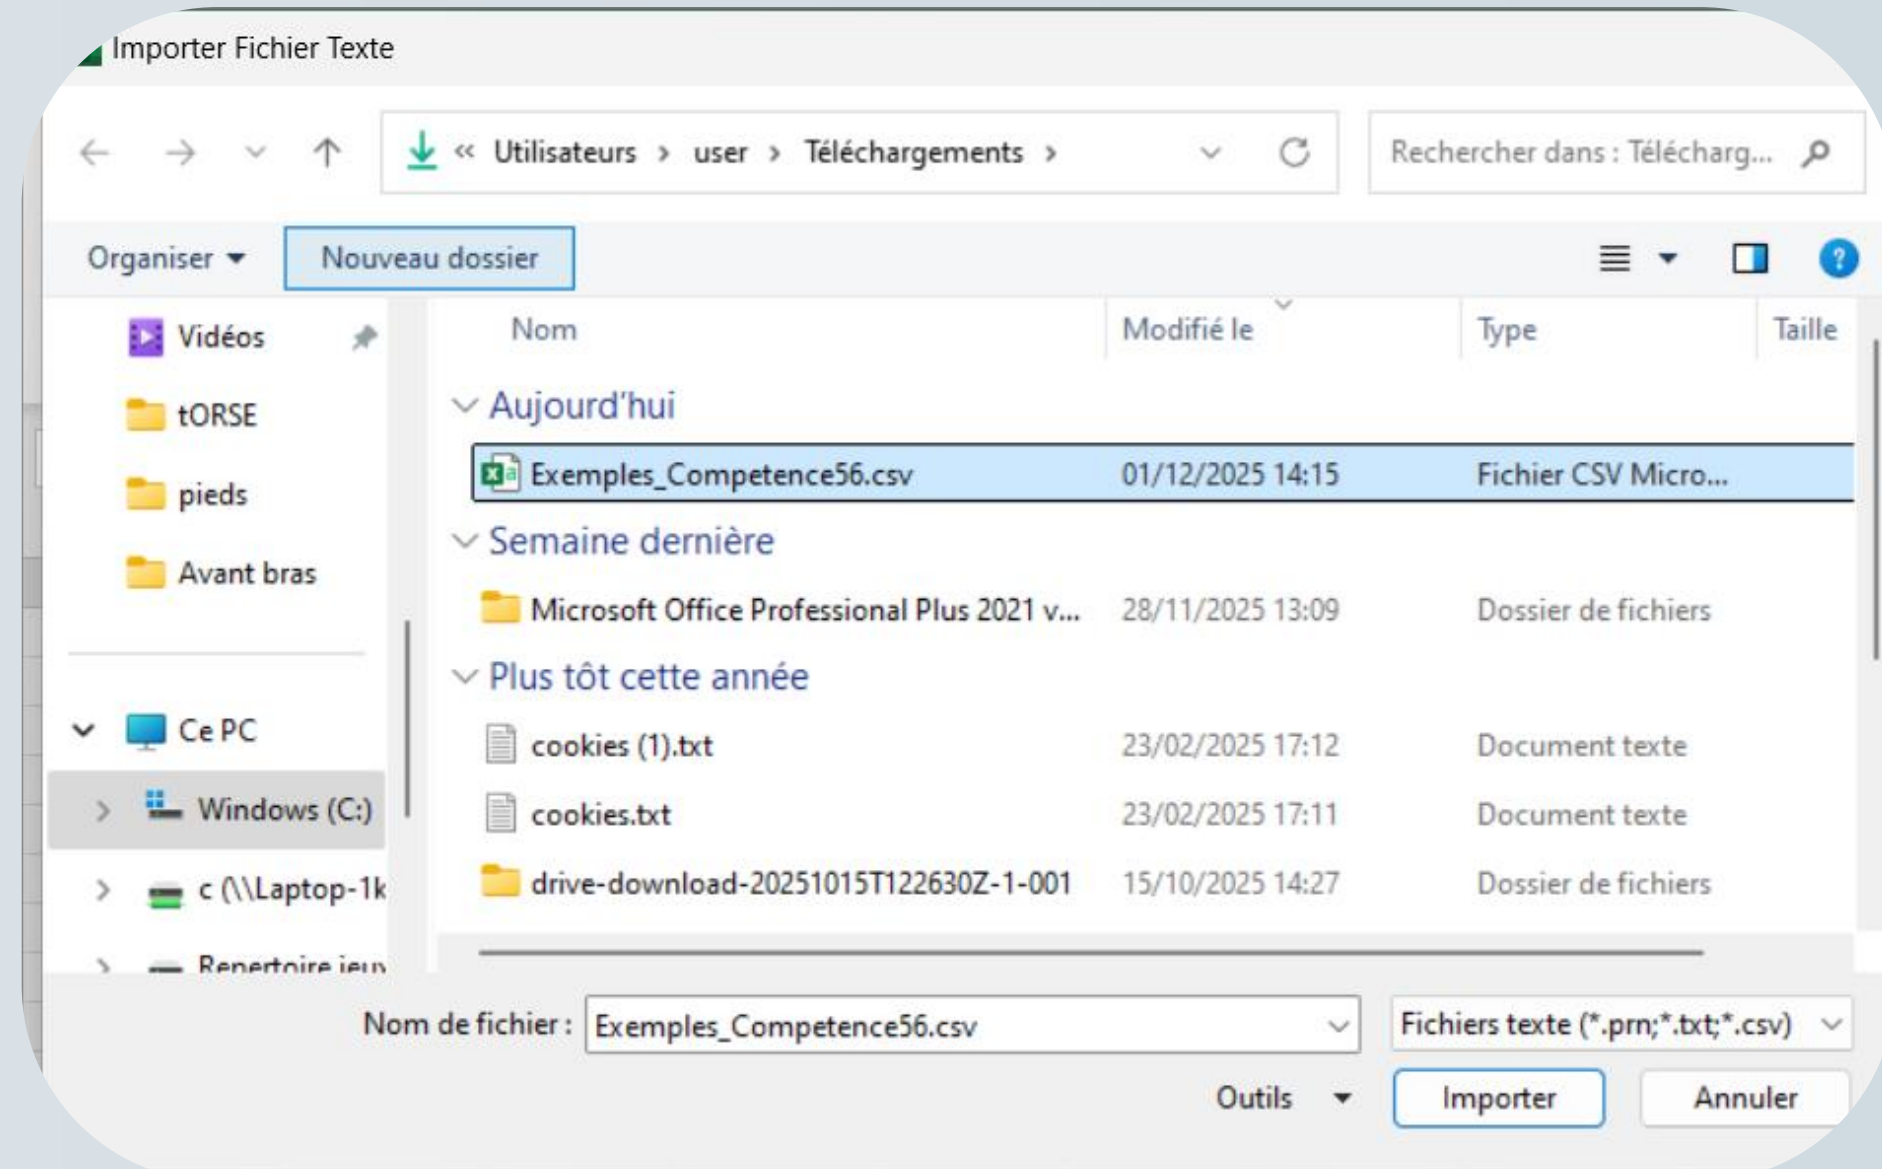 Importer Fichier Texte
« Utilisateurs > user > Téléchargements >
Rechercher dans : Télécharg...
Organiser
Nouveau dossier
Nom Modifié le Type Taille
Vidéos
tORSE
pieds
Avant bras
Ce PC
Windows (C:)
c (\\Laptop-1k
Repertoire jeux
Aujourd'hui
Exemples_Competence56.csv 01/12/2025 14:15 Fichier CSV Micro...
Semaine dernière
Microsoft Office Professional Plus 2021 v... 28/11/2025 13:09 Dossier de fichiers
Plus tôt cette année
cookies (1).txt 23/02/2025 17:12 Document texte
cookies.txt 23/02/2025 17:11 Document texte
drive-download-20251015T122630Z-1-001 15/10/2025 14:27 Dossier de fichiers
Nom de fichier : Exemples_Competence56.csv
Fichiers texte (*.prn;*.txt;*.csv)
Outils
Importer
Annuler